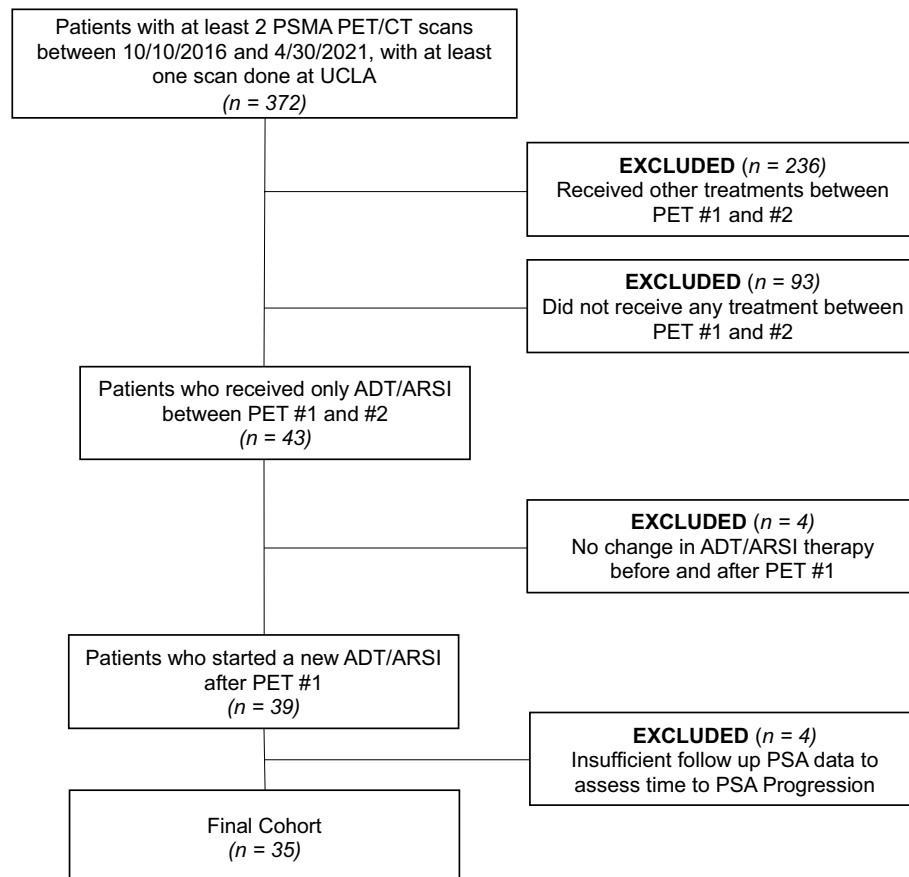 Patients with at least 2 PSMA PET/CT scans
between 10/10/2016 and 4/30/2021, with at least
one scan done at UCLA
(n = 372)
EXCLUDED (n = 236)
Received other treatments between
PET #1 and #2
EXCLUDED (n = 93)
Did not receive any treatment between
PET #1 and #2
Patients who received only ADT/ARSI
between PET #1 and #2
(n = 43)
EXCLUDED (n = 4)
No change in ADT/ARSI therapy
before and after PET #1
Patients who started a new ADT/ARSI
after PET #1
(n = 39)
EXCLUDED (n = 4)
Insufficient follow up PSA data to
assess time to PSA Progression
Final Cohort
(n = 35)